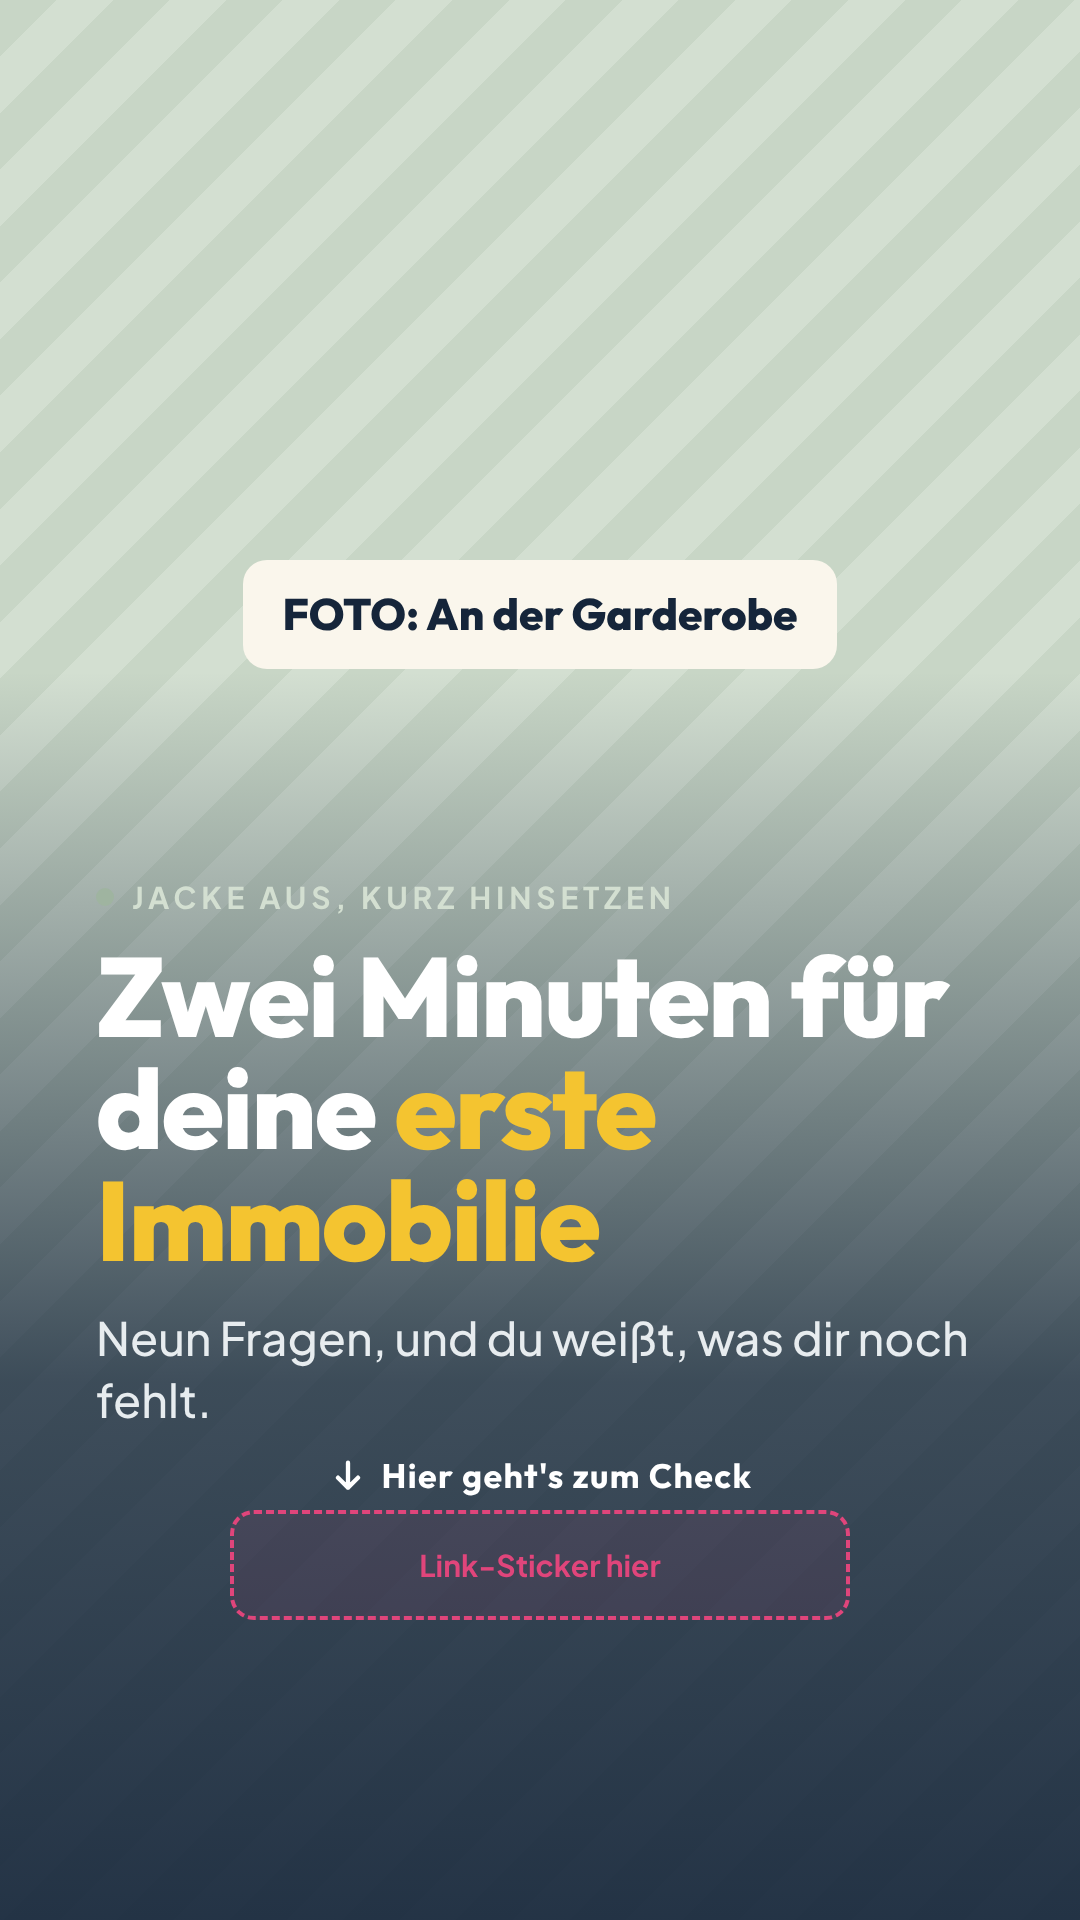 FOTO: An der Garderobe
JACKE AUS, KURZ HINSETZEN
Zwei Minuten für
deine erste
Immobilie
Neun Fragen, und du weißt, was dir noch
fehlt.
↓ Hier geht's zum Check
Link-Sticker hier